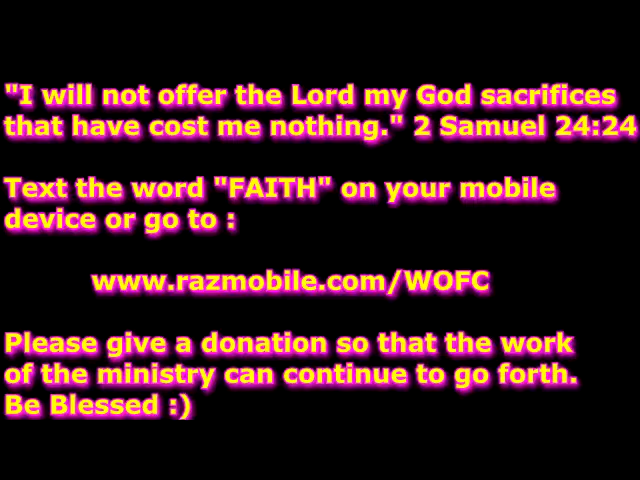 "I will not offer the Lord my God sacrifices
that have cost me nothing." 2 Samuel 24:24
Text the word "FAITH" on your mobile
device or go to :
www.razmobile.com/WOFC
Please give a donation so that the work
of the ministry can continue to go forth.
Be Blessed :)